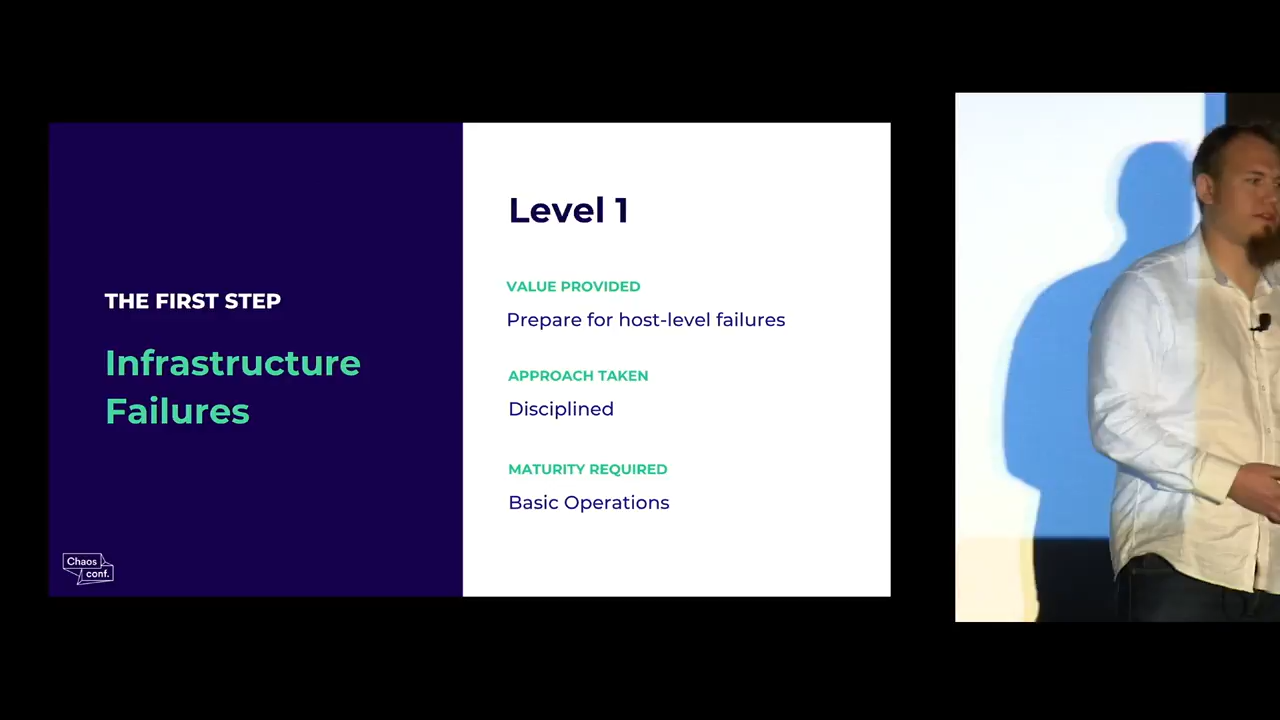 THE FIRST STEP
Infrastructure
Failures
Chaos
conf.
Level 1
VALUE PROVIDED
Prepare for host-level failures
APPROACH TAKEN
Disciplined
MATURITY REQUIRED
Basic Operations